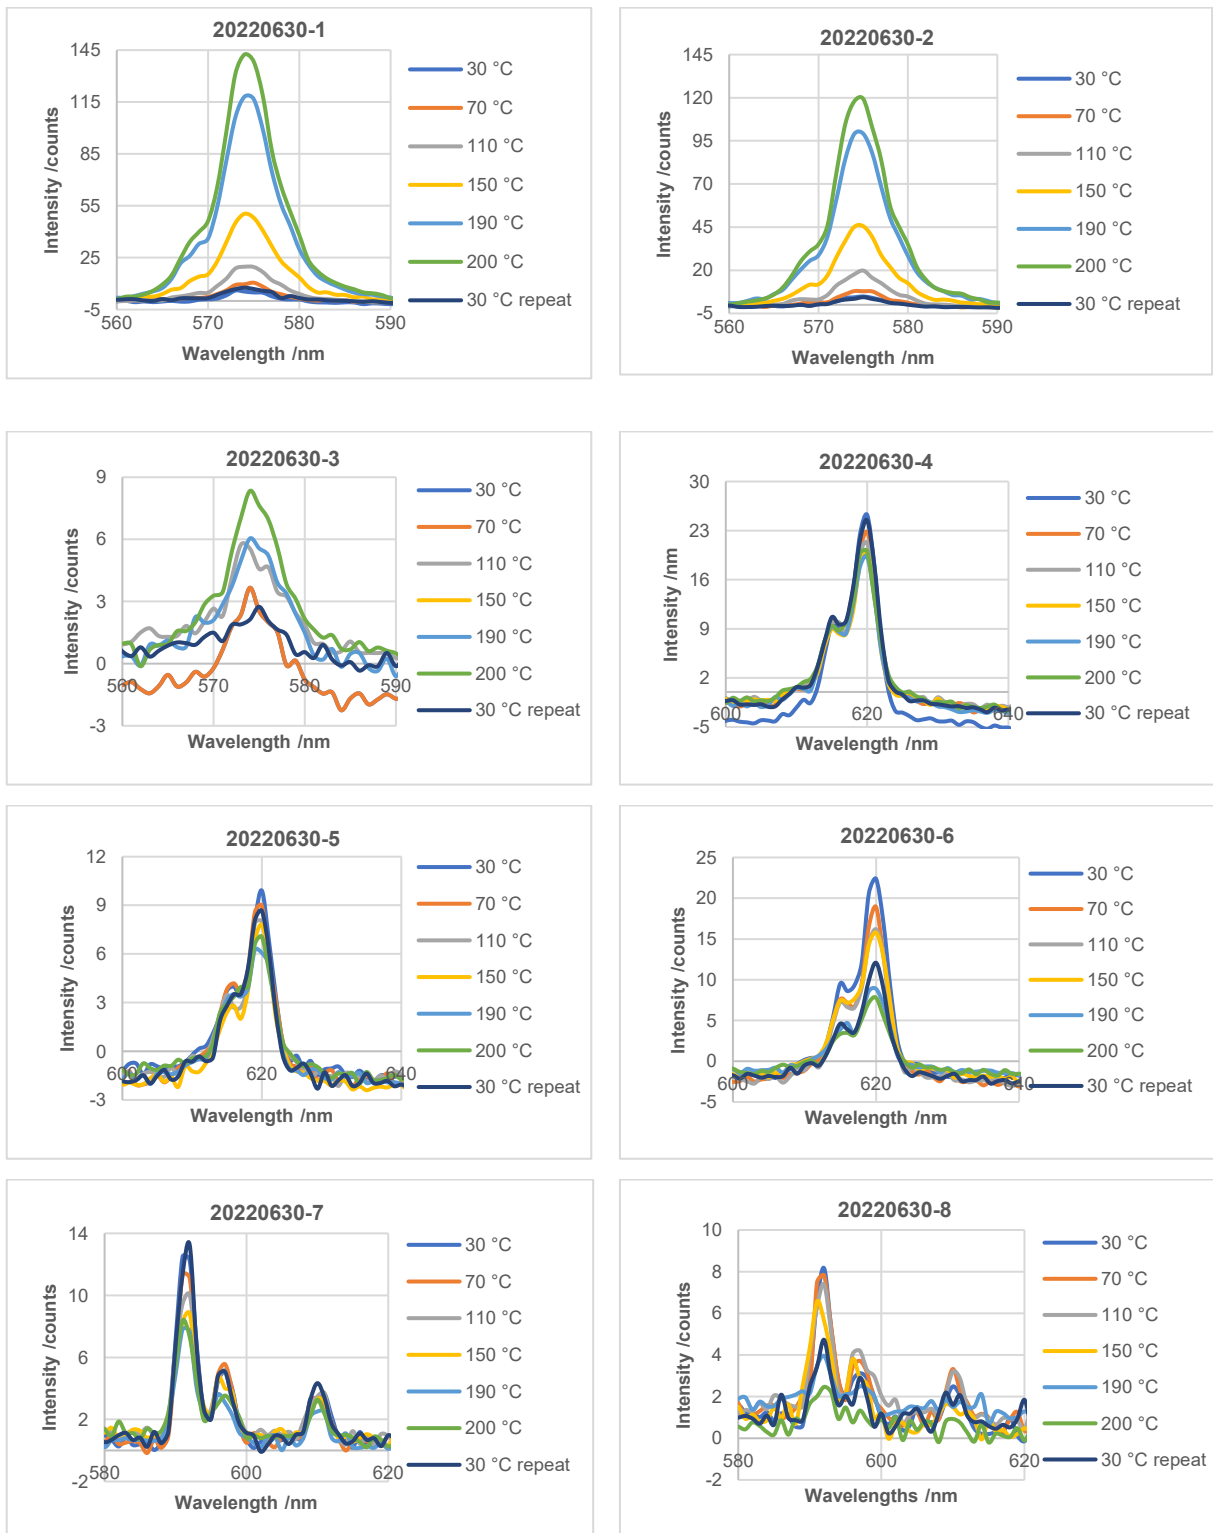 20220630-1
145
115
85
55
25
-5
560
570
580
590
Intensity /counts
Wavelength /nm
30 °C
70 °C
110 °C
150 °C
190 °C
200 °C
30 °C repeat
20220630-2
145
120
95
70
45
20
-5
560
570
580
590
Intensity /counts
Wavelength /nm
30 °C
70 °C
110 °C
150 °C
190 °C
200 °C
30 °C repeat
20220630-3
9
6
3
0
-3
560
570
580
590
Intensity /counts
Wavelength /nm
30 °C
70 °C
110 °C
150 °C
190 °C
200 °C
30 °C repeat
20220630-4
30
23
16
9
2
-5
600
620
640
Intensity /nm
Wavelength /nm
30 °C
70 °C
110 °C
150 °C
190 °C
200 °C
30 °C repeat
20220630-5
12
9
6
3
0
-3
600
620
640
Intensity /counts
Wavelength /nm
30 °C
70 °C
110 °C
150 °C
190 °C
200 °C
30 °C repeat
20220630-6
25
20
15
10
5
0
-5
600
620
640
Intensity /counts
Wavelength /nm
30 °C
70 °C
110 °C
150 °C
190 °C
200 °C
30 °C repeat
20220630-7
14
10
6
2
-2
580
600
620
Intensity /counts
Wavelength /nm
30 °C
70 °C
110 °C
150 °C
190 °C
200 °C
30 °C repeat
20220630-8
10
8
6
4
2
0
-2
580
600
620
Intensity /counts
Wavelengths /nm
30 °C
70 °C
110 °C
150 °C
190 °C
200 °C
30 °C repeat